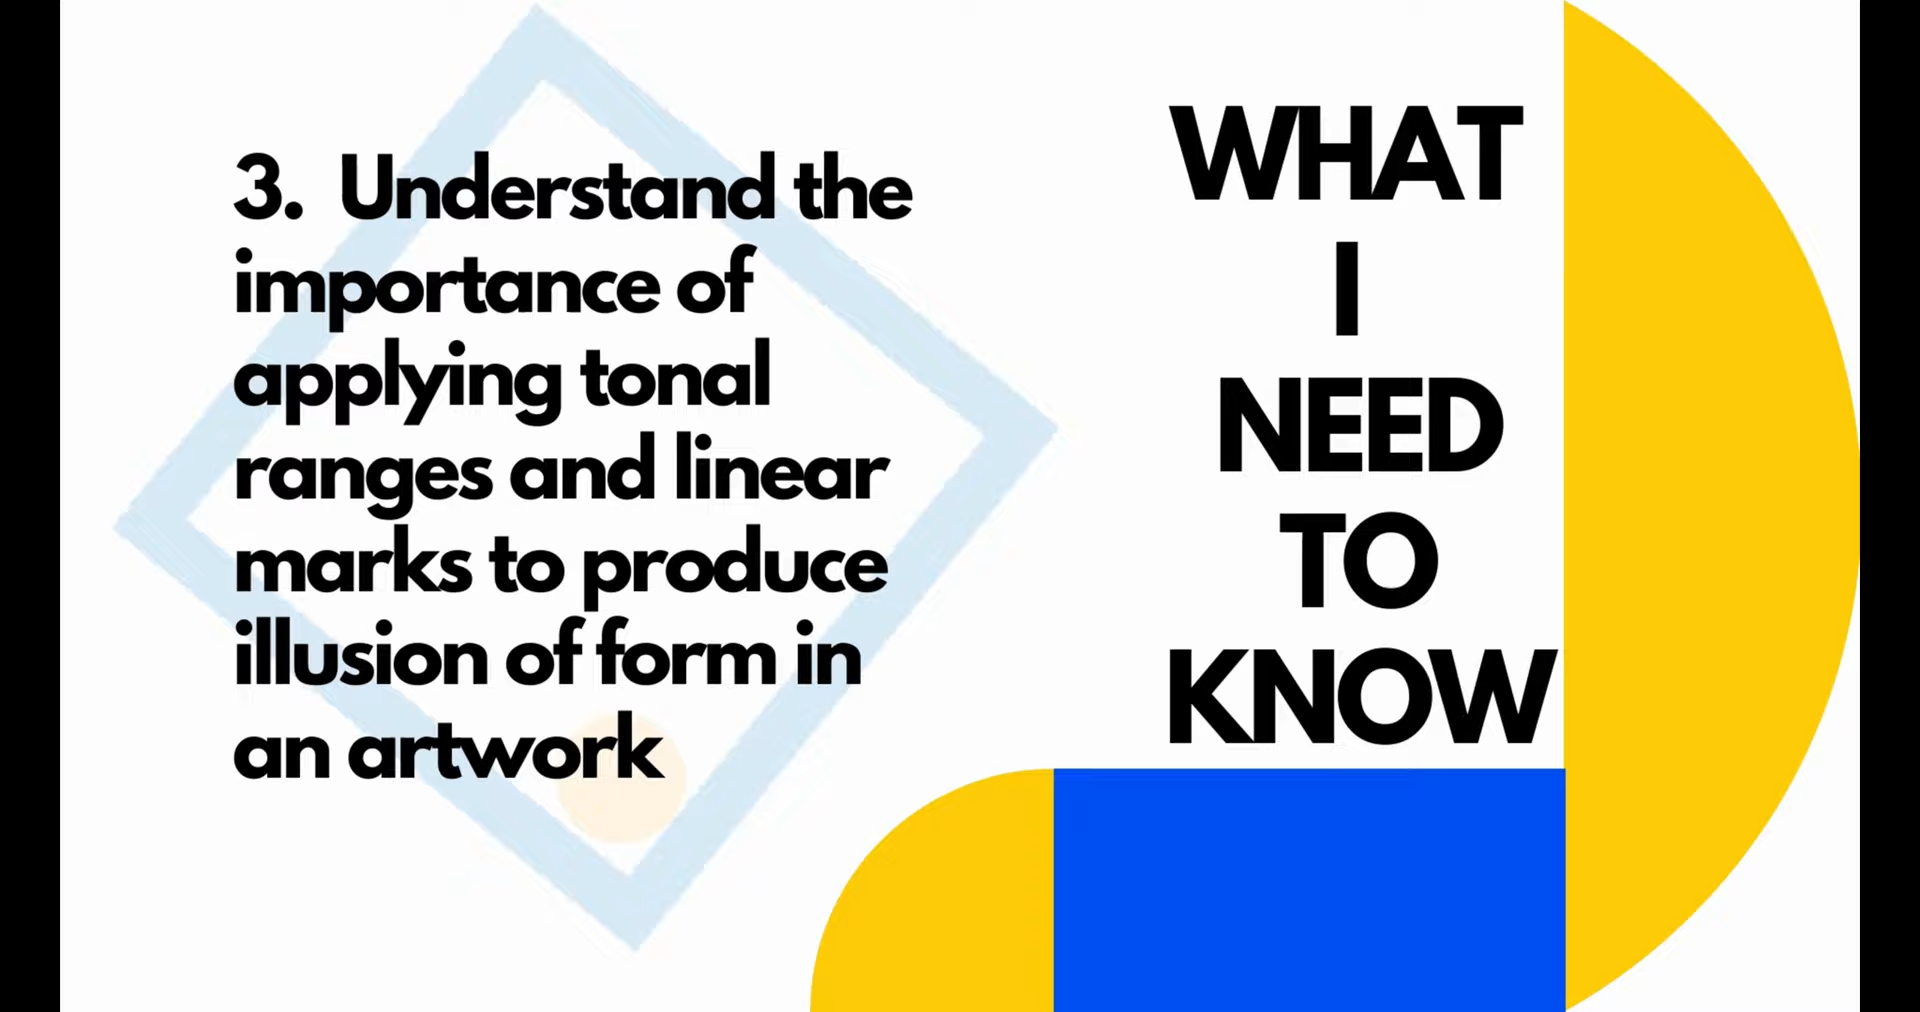 3. Understand the
importance of
applying tonal
ranges and linear
marks to produce
illusion of form in
an artwork
WHAT
I
NEED
TO
KNOW